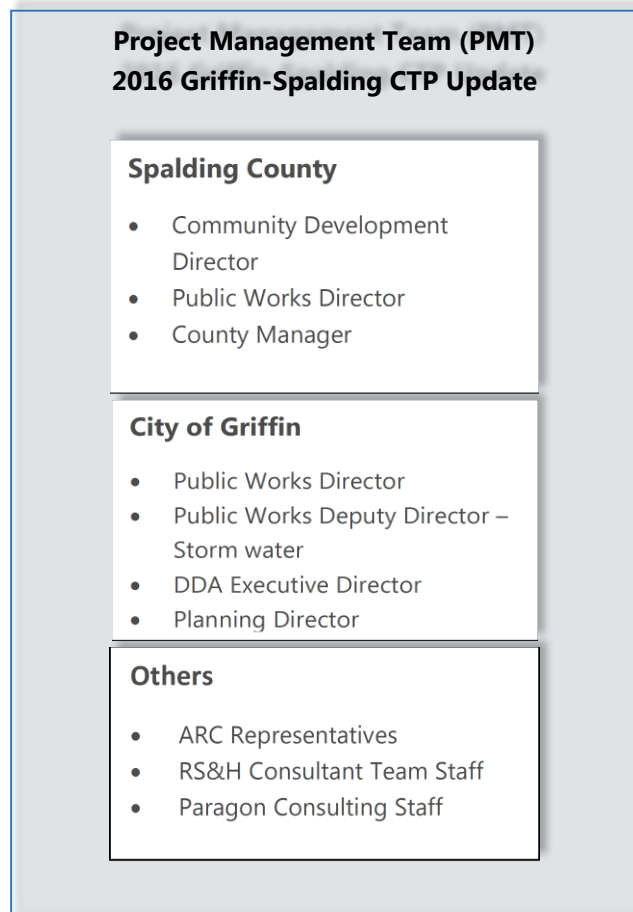 Project Management Team (PMT)
2016 Griffin-Spalding CTP Update
Spalding County
• Community Development
Director
• Public Works Director
• County Manager
City of Griffin
• Public Works Director
• Public Works Deputy Director –
Storm water
• DDA Executive Director
• Planning Director
Others
• ARC Representatives
• RS&H Consultant Team Staff
• Paragon Consulting Staff